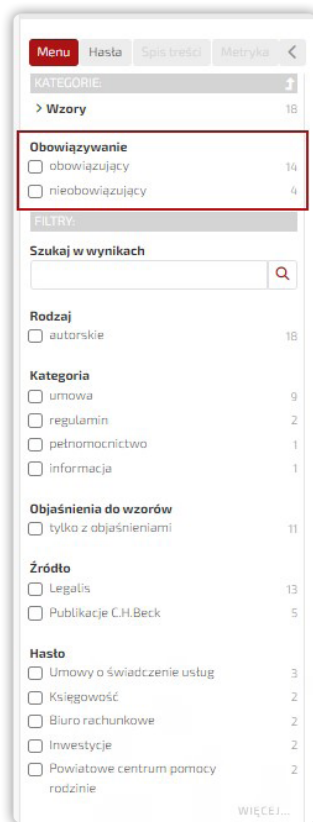 Menu Hasła Spis treści Metryka <
KATEGORIE:
> Wzory 18
Obowiązywanie
obowiązujący 14
nieobowiązujący 4
FILTRY:
Szukaj w wynikach
Rodzaj
autorskie 18
Kategoria
umowa 9
regulamin 2
pełnomocnictwo 1
informacja 1
Objaśnienia do wzorów
tylko z objaśnieniami 11
Źródło
Legalis 13
Publikacje C.H.Beck 5
Hasło
Umowy o świadczenie usług 3
Księgowość 2
Biuro rachunkowe 2
Inwestycje 2
Powiatowe centrum pomocy 2
rodzinie
WIĘCEJ...